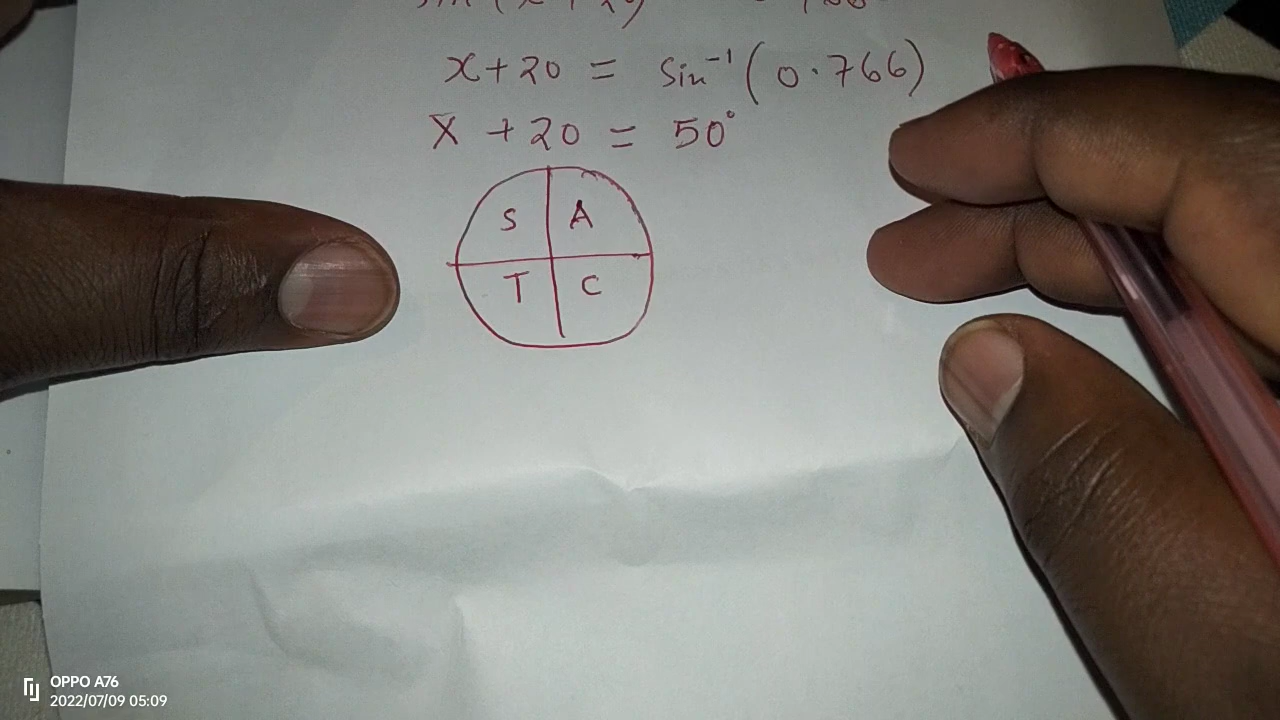 x + 20 = sin⁻¹(0.766)
x + 20 = 50°
S A
T C
OPPO A76
2022/07/09 05:09